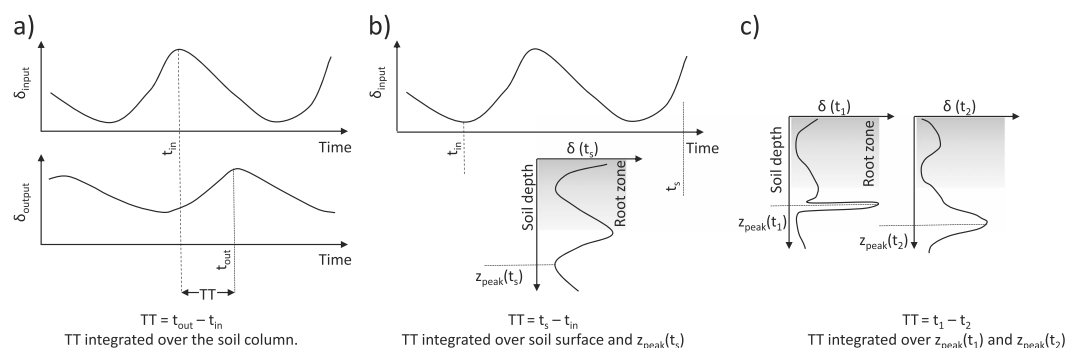 a)
δinput
tin
Time
δoutput
tout
Time
TT
TT = tout – tin
TT integrated over the soil column.
b)
δinput
tin
Time
ts
δ (ts)
Soil depth
Root zone
zpeak(ts)
TT = ts – tin
TT integrated over soil surface and zpeak(ts)
c)
δ (t1)
δ (t2)
Soil depth
Root zone
zpeak(t1)
zpeak(t2)
TT = t1 – t2
TT integrated over zpeak(t1) and zpeak(t2)